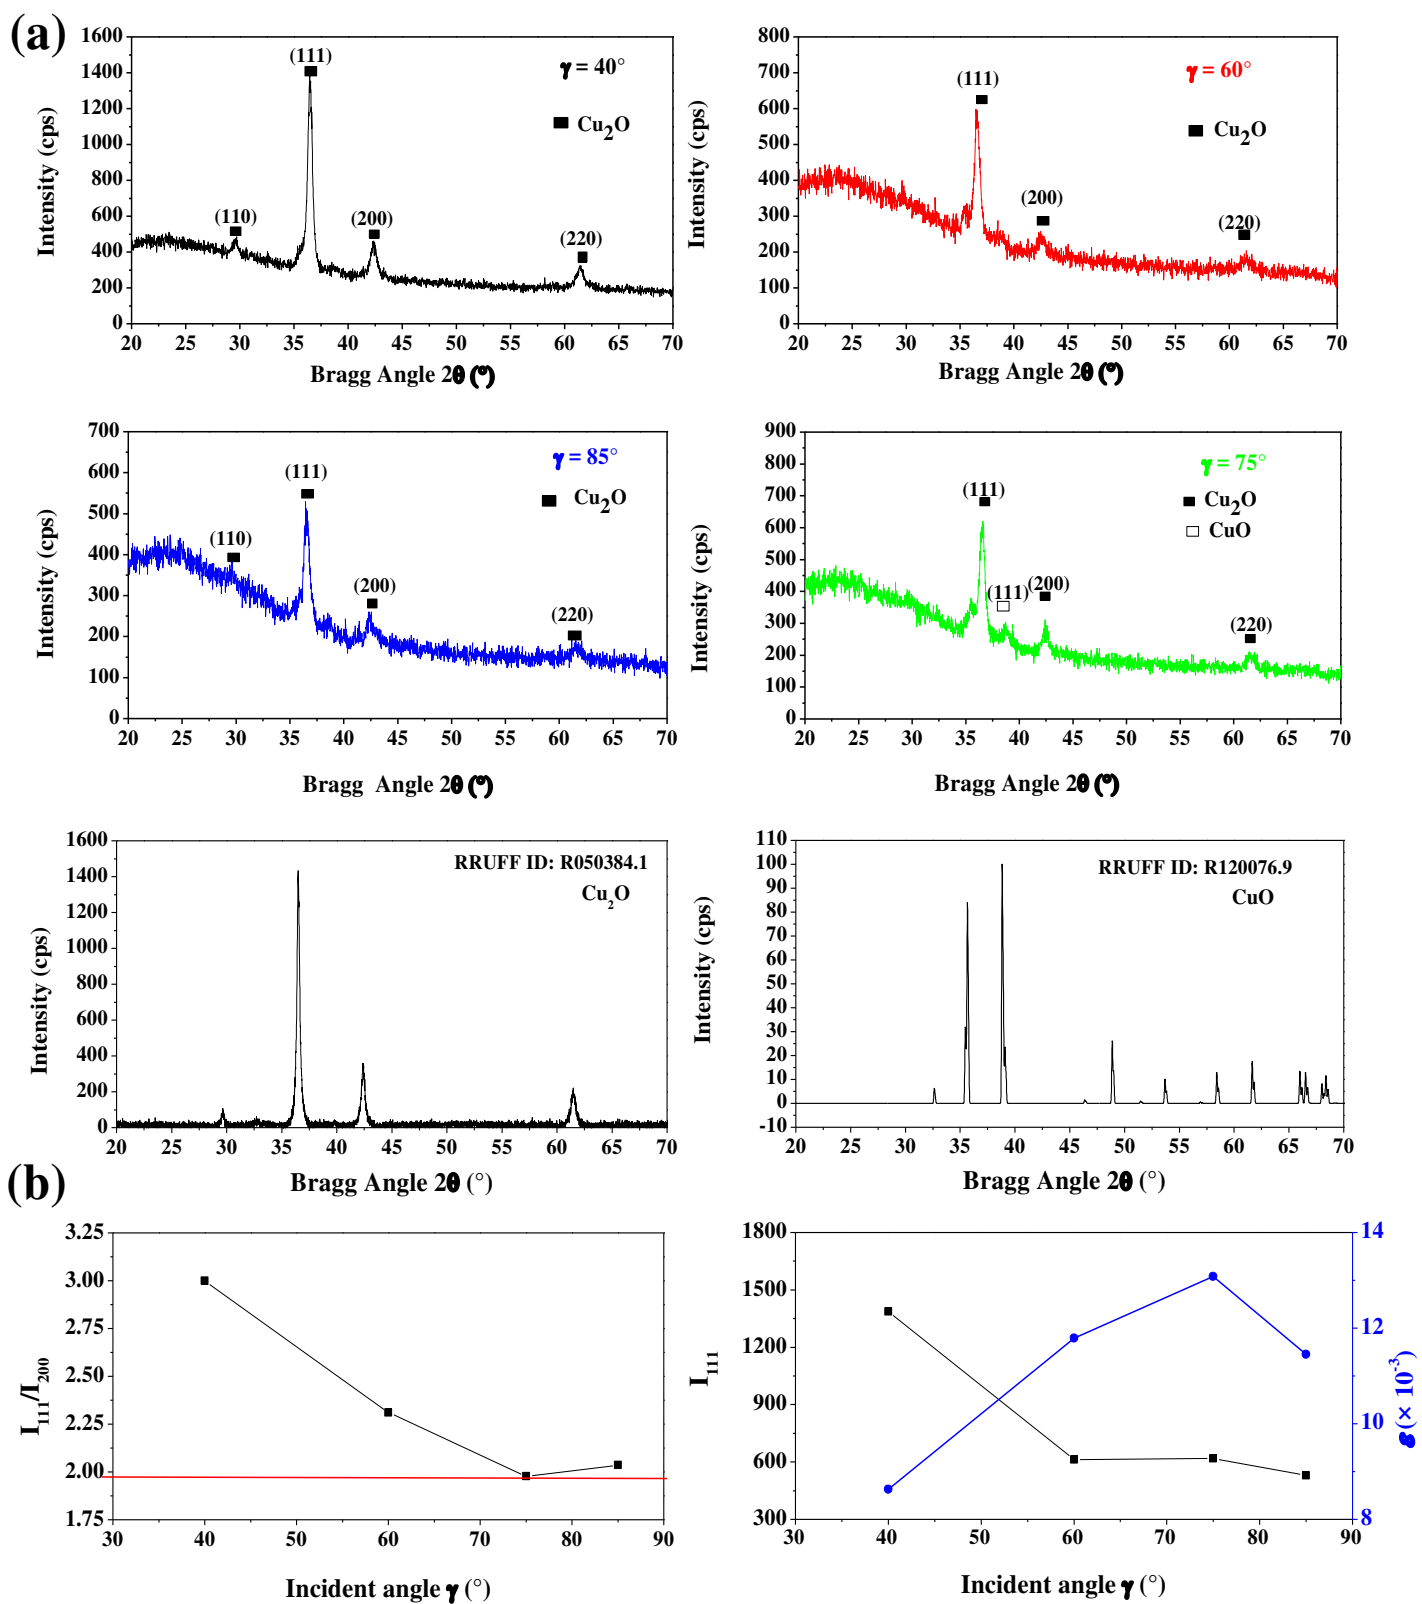 (a)
1600
1400
1200
1000
800
600
400
200
0
Intensity (cps)
(110)
(111)
(200)
(220)
γ = 40°
■ Cu₂O
20 25 30 35 40 45 50 55 60 65 70
Bragg Angle 2θ (°)
800
700
600
500
400
300
200
100
0
Intensity (cps)
(111)
(200)
(220)
γ = 60°
■ Cu₂O
20 25 30 35 40 45 50 55 60 65 70
Bragg Angle 2θ (°)
700
600
500
400
300
200
100
0
Intensity (cps)
(110)
(111)
(200)
(220)
γ = 85°
■ Cu₂O
20 25 30 35 40 45 50 55 60 65 70
Bragg Angle 2θ (°)
900
800
700
600
500
400
300
200
100
0
Intensity (cps)
(111)
(111)
(200)
(220)
γ = 75°
■ Cu₂O
□ CuO
20 25 30 35 40 45 50 55 60 65 70
Bragg Angle 2θ (°)
1600
1400
1200
1000
800
600
400
200
0
Intensity (cps)
RRUFF ID: R050384.1
Cu₂O
20 25 30 35 40 45 50 55 60 65 70
Bragg Angle 2θ (°)
110
100
90
80
70
60
50
40
30
20
10
0
-10
Intensity (cps)
RRUFF ID: R120076.9
CuO
20 25 30 35 40 45 50 55 60 65 70
Bragg Angle 2θ (°)
(b)
3.25
3.00
2.75
2.50
2.25
2.00
1.75
I₁₁₁/I₂₀₀
30 40 50 60 70 80 90
Incident angle γ (°)
1800
1500
1200
900
600
300
I₁₁₁
14
12
10
8
(× 10⁻³)
30 40 50 60 70 80 90
Incident angle γ (°)